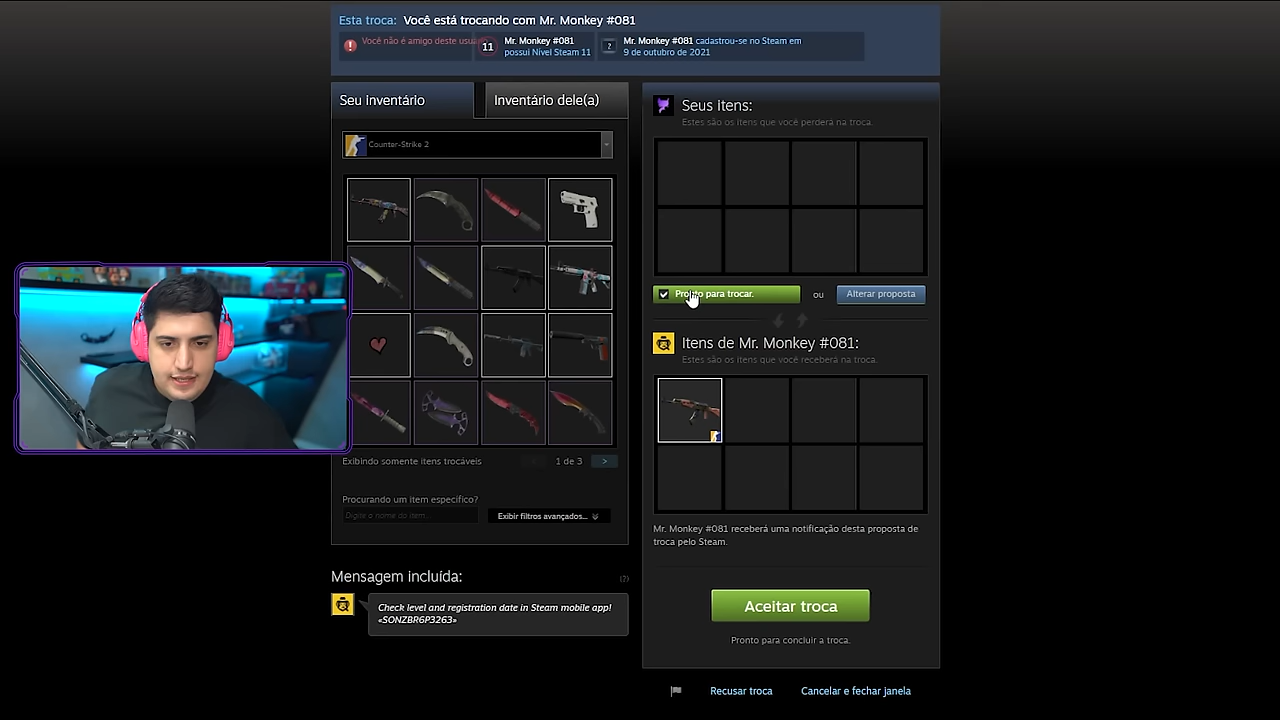 Esta troca: Você está trocando com Mr. Monkey #081
Você não é amigo deste
11
Mr. Monkey #081
possui Nível Steam 11
?
Mr. Monkey #081 cadastrou-se no Steam em
9 de outubro de 2021
Seu inventário
Inventário dele(a)
Counter-Strike 2
Exibindo somente itens trocáveis
1 de 3
>
Procurando um item específico?
Digite o nome do item
Exibir filtros avançados...
Mensagem incluída:
(?)
Check level and registration date in Steam mobile app!
«SONZBR6P3263»
Seus itens:
Estes são os itens que você perderá na troca.
Pronto para trocar.
ou
Alterar proposta
Itens de Mr. Monkey #081:
Estes são os itens que você receberá na troca.
Mr. Monkey #081 receberá uma notificação desta proposta de
troca pelo Steam.
Aceitar troca
Pronto para concluir a troca.
Recusar troca
Cancelar e fechar janela